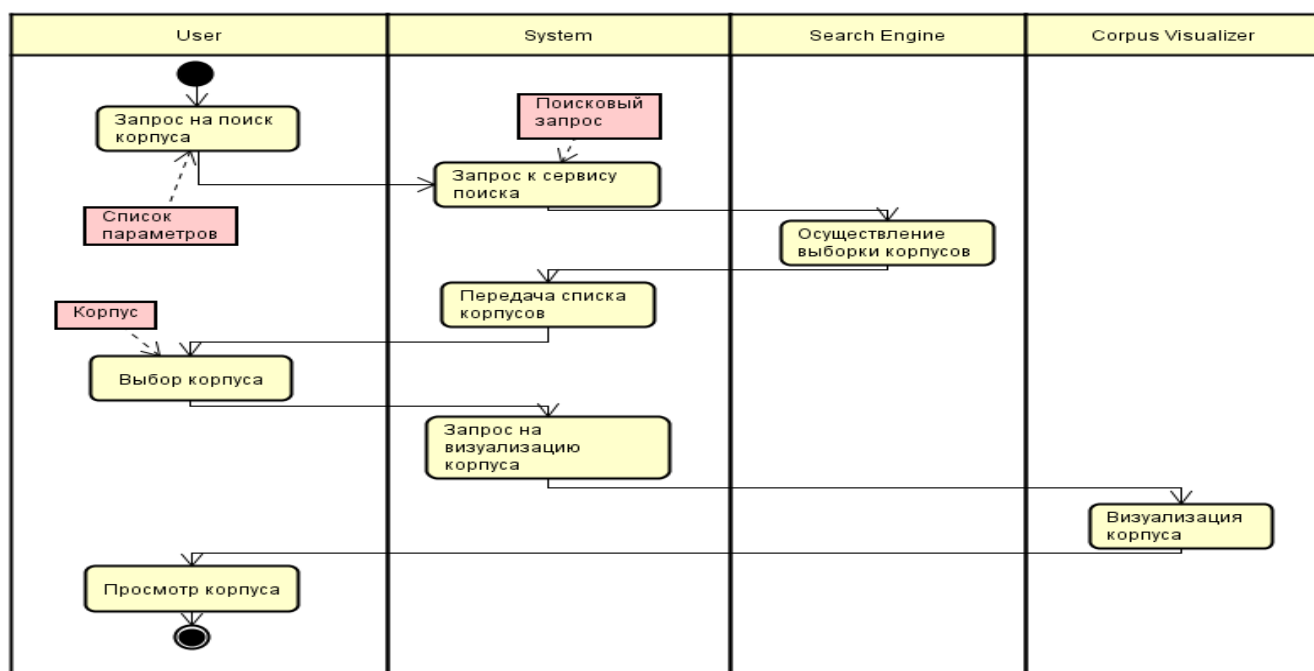 User
System
Search Engine
Corpus Visualizer
Запрос на поиск
корпуса
Поисковый
запрос
Запрос к сервису
поиска
Список
параметров
Осуществление
выборки корпусов
Передача списка
корпусов
Корпус
Выбор корпуса
Запрос на
визуализацию
корпуса
Визуализация
корпуса
Просмотр корпуса